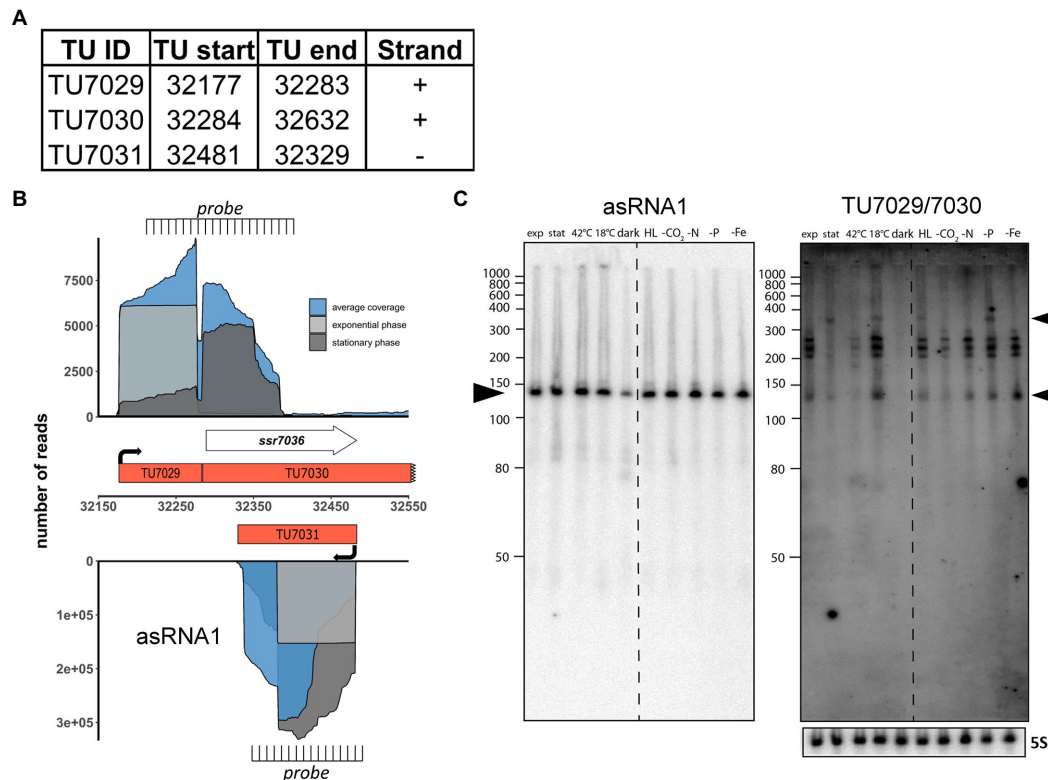 A
TU ID TU start TU end Strand
TU7029 32177 32283 +
TU7030 32284 32632 +
TU7031 32481 32329 -
B
probe
7500
5000
2500
0
average coverage
exponential phase
stationary phase
number of reads
ssr7036
TU7029 TU7030
32150 32250 32350 32450 32550
TU7031
0
1e+05
2e+05
3e+05
asRNA1
probe
C
asRNA1
exp stat 42°C 18°C dark HL -CO2 -N -P -Fe
1000
800
600
400
300
200
150
100
80
50
TU7029/7030
exp stat 42°C 18°C dark HL -CO2 -N -P -Fe
1000
800
600
400
300
200
150
100
80
50
5S